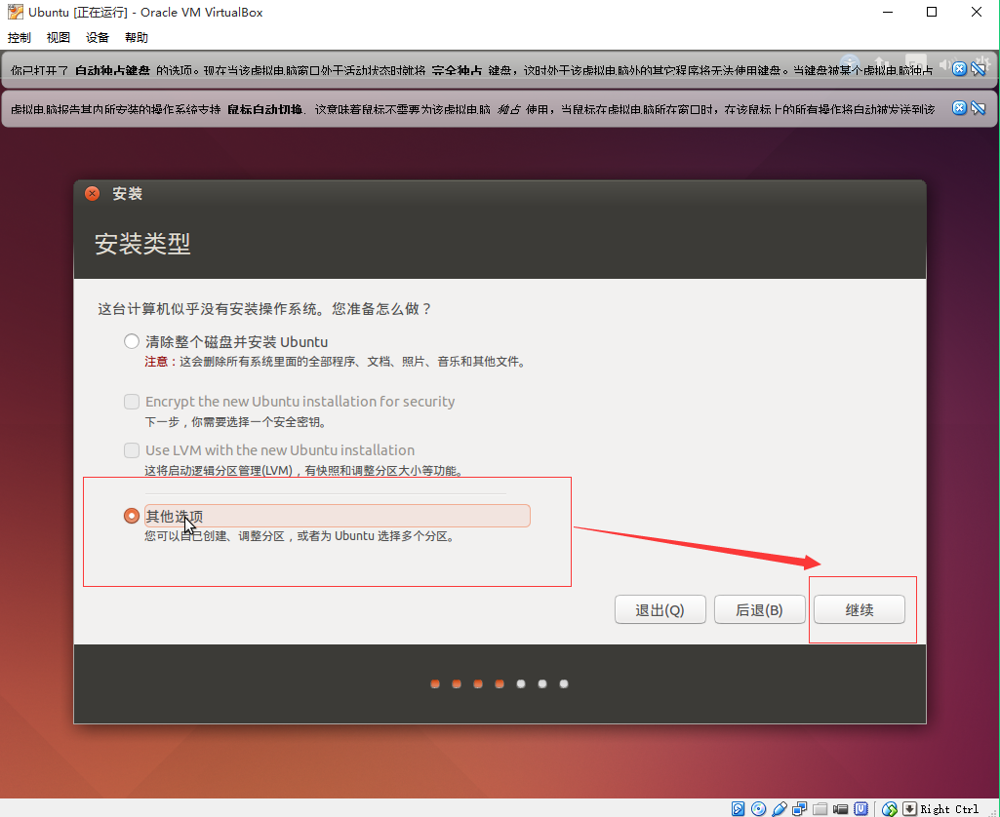 Ubuntu [正在运行] - Oracle VM VirtualBox
控制 视图 设备 帮助
你已打开了 自动独占键盘 的选项。现在当该虚拟电脑窗口处于活动状态时就将 完全独占 键盘，这时处于该虚拟电脑外的其它程序将无法使用键盘。当键盘被某个虚拟电脑独占
虚拟电脑报告其内所安装的操作系统支持 鼠标自动切换. 这意味着鼠标不需要为该虚拟电脑 独占 使用，当鼠标在虚拟电脑所在窗口时，在该鼠标上的所有操作将自动被发送到该
安装
安装类型
这台计算机似乎没有安装操作系统。您准备怎么做？
清除整个磁盘并安装 Ubuntu
注意：这会删除所有系统里面的全部程序、文档、照片、音乐和其他文件。
Encrypt the new Ubuntu installation for security
下一步，你需要选择一个安全密钥。
Use LVM with the new Ubuntu installation
这将启动逻辑分区管理(LVM)，有快照和调整分区大小等功能。
其他选项
您可以自己创建、调整分区，或者为 Ubuntu 选择多个分区。
退出(Q) 后退(B) 继续
Right Ctrl